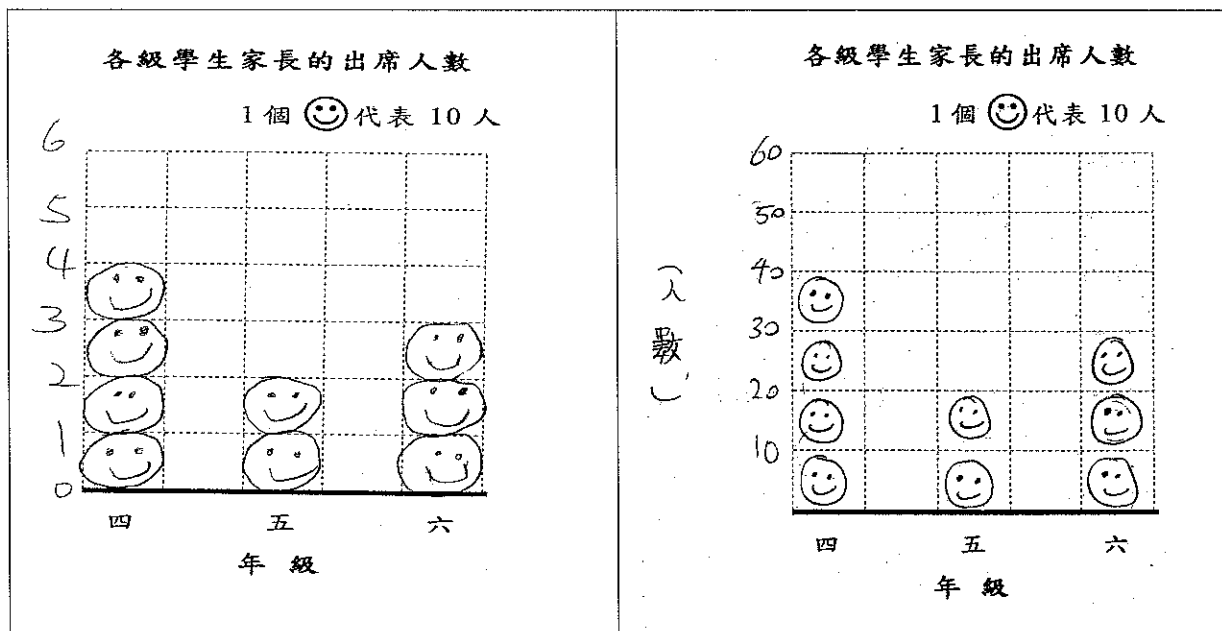 各級學生家長的出席人數
1 個 代表 10 人
6
5
4
3
2
1
0
四 五 六
年 級
各級學生家長的出席人數
1 個 代表 10 人
60
50
40
30
20
10
(人數)
四 五 六
年 級